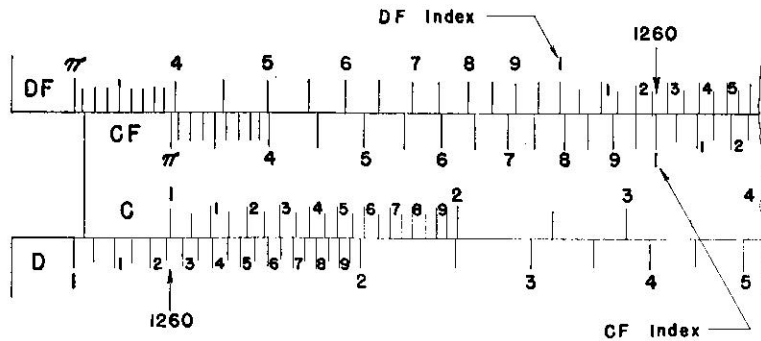 DF Index
1260
π 4 5 6 7 8 9 1
DF 1 1 2 3 4 5
CF 1 2
π 4 5 6 7 8 9 1
1 2 3 4
C 1 2 3 4 5 6 7 8 9
D 1 2 3 4 5 6 7 8 9
1 2 3 4 5
1260
CF Index